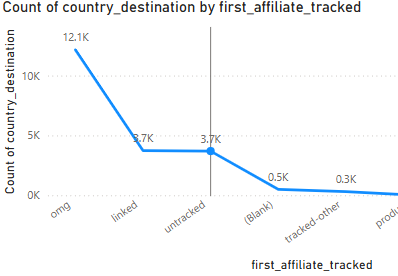 Count of country_destination by first_affiliate_tracked
Count of country_destination
10K
5K
0K
12.1K
3.7K
3.7K
0.5K
0.3K
omg
linked
untracked
(Blank)
tracked-other
produ
first_affiliate_tracked